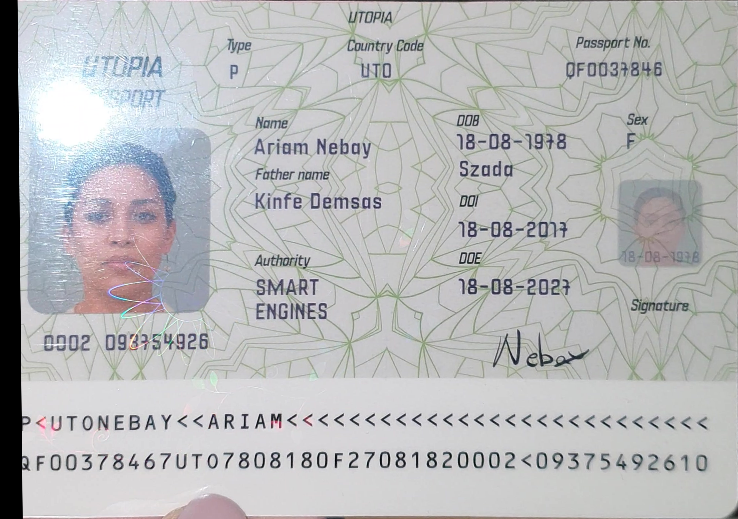 UTOPIA
UTOPIA
Type
Country Code
Passport No.
P
UTO
QF0037846
Name
DOB
Sex
Ariam Nebay
18-08-1978
F
Szada
Father name
Kinfe Demsas
DOI
18-08-2017
Authority
DOE
SMART
18-08-2027
18-08-1978
ENGINES
Signature
0002 093754926
Nebay
P<UTONEBAY<<ARIAM<<<<<<<<<<<<<<<<<<<<<<<<<<<
QF00378467UTO7808180F27081820002<09375492610